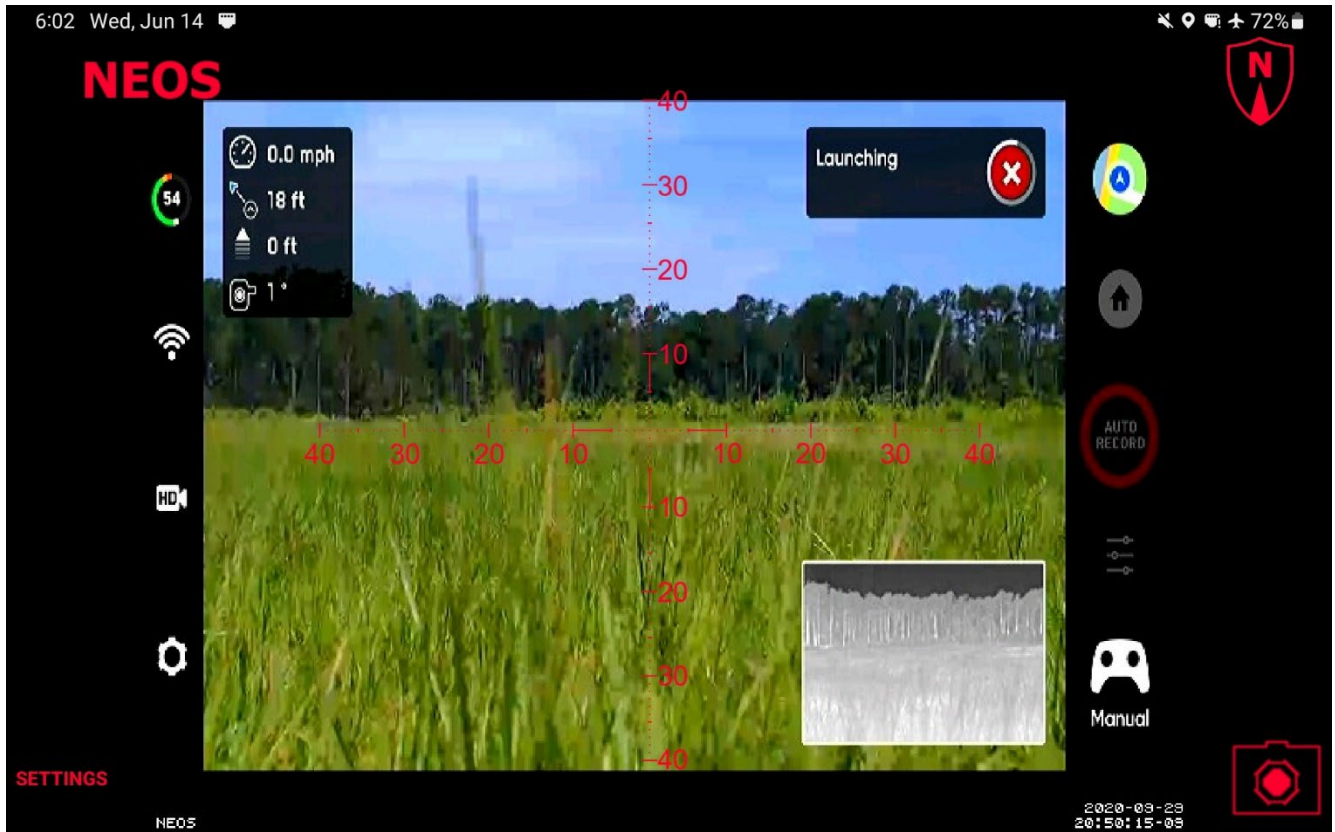 6:02 Wed, Jun 14
72%
NEOS
N
0.0 mph
18 ft
0 ft
1°
Launching
54
40
30
20
10
40 30 20 10 10 20 30 40
10
20
30
40
HD
AUTO
RECORD
Manual
SETTINGS
NEOS
2020-09-29
20:50:15-09